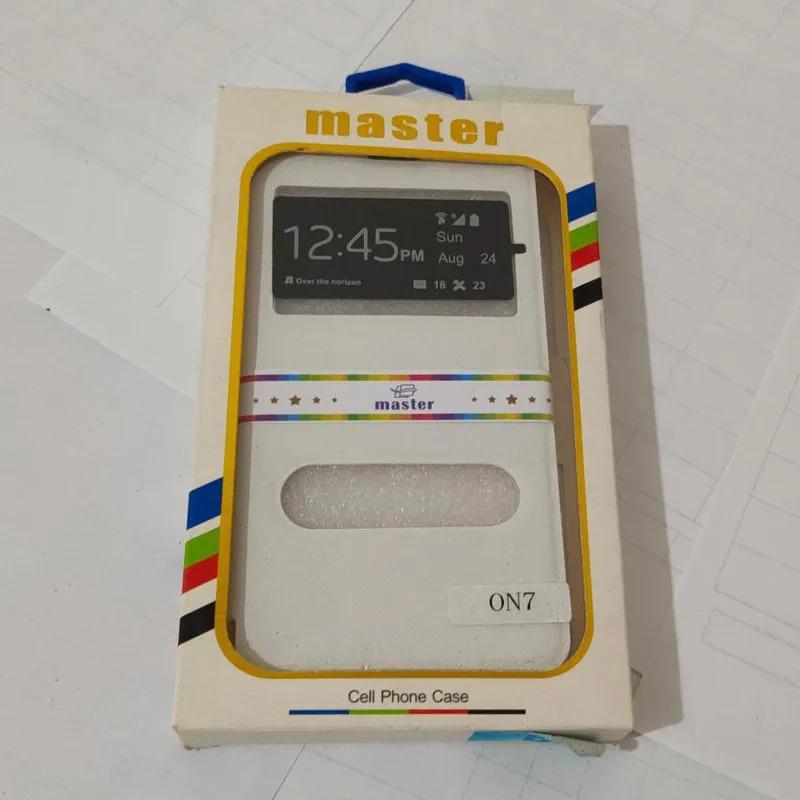 master
12:45PM
Sun
Aug 24
Over the horizon
18 23
master
ON7
Cell Phone Case